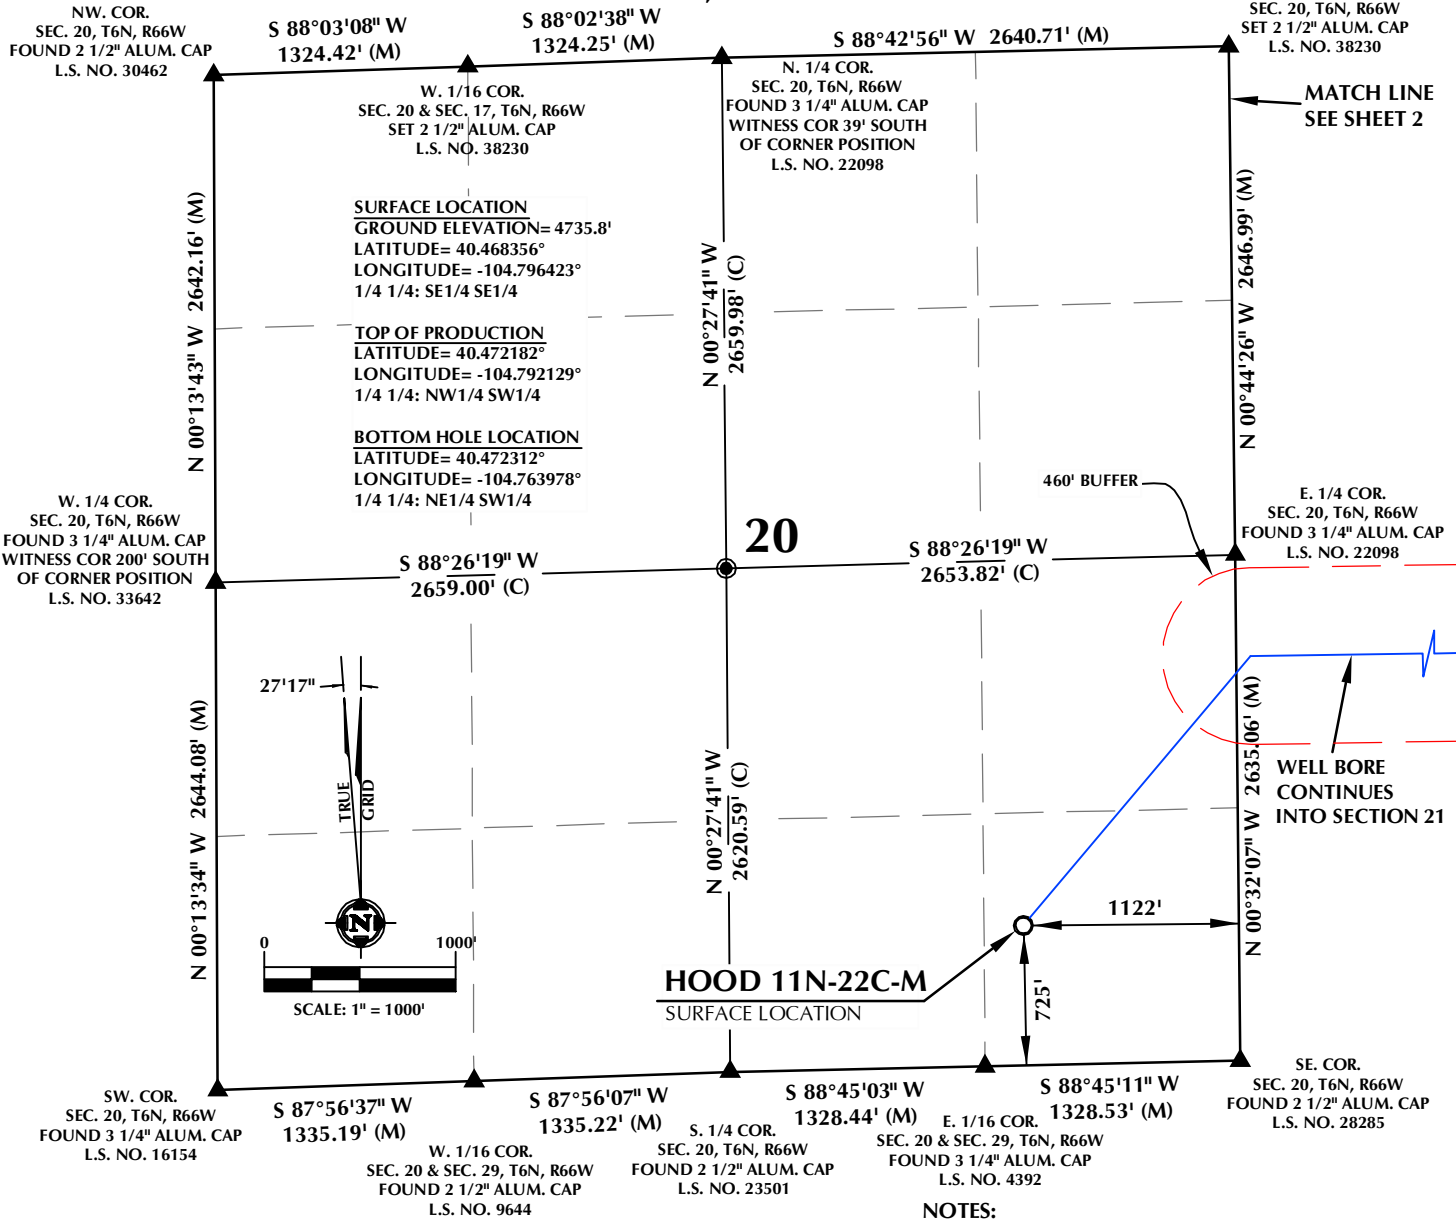 NW. COR.
SEC. 20, T6N, R66W
FOUND 2 1/2" ALUM. CAP
L.S. NO. 30462
S 88°03'08" W
1324.42' (M)
S 88°02'38" W
1324.25' (M)
S 88°42'56" W 2640.71' (M)
SEC. 20, T6N, R66W
SET 2 1/2" ALUM. CAP
L.S. NO. 38230
W. 1/16 COR.
SEC. 20 & SEC. 17, T6N, R66W
SET 2 1/2" ALUM. CAP
L.S. NO. 38230
N. 1/4 COR.
SEC. 20, T6N, R66W
FOUND 3 1/4" ALUM. CAP
WITNESS COR 39' SOUTH
OF CORNER POSITION
L.S. NO. 22098
MATCH LINE
SEE SHEET 2
SURFACE LOCATION
GROUND ELEVATION= 4735.8'
LATITUDE= 40.468356°
LONGITUDE= -104.796423°
1/4 1/4: SE1/4 SE1/4
TOP OF PRODUCTION
LATITUDE= 40.472182°
LONGITUDE= -104.792129°
1/4 1/4: NW1/4 SW1/4
BOTTOM HOLE LOCATION
LATITUDE= 40.472312°
LONGITUDE= -104.763978°
1/4 1/4: NE1/4 SW1/4
N 00°13'43" W 2642.16' (M)
N 00°27'41" W
2659.98' (C)
N 00°44'26" W 2646.99' (M)
460' BUFFER
W. 1/4 COR.
SEC. 20, T6N, R66W
FOUND 3 1/4" ALUM. CAP
WITNESS COR 200' SOUTH
OF CORNER POSITION
L.S. NO. 33642
E. 1/4 COR.
SEC. 20, T6N, R66W
FOUND 3 1/4" ALUM. CAP
L.S. NO. 22098
20
S 88°26'19" W
2659.00' (C)
S 88°26'19" W
2653.82' (C)
27'17"
TRUE
GRID
N
0 1000'
SCALE: 1" = 1000'
N 00°13'34" W 2644.08' (M)
N 00°27'41" W
2620.59' (C)
N 00°32'07" W 2635.06' (M)
WELL BORE
CONTINUES
INTO SECTION 21
1122'
725'
HOOD 11N-22C-M
SURFACE LOCATION
SW. COR.
SEC. 20, T6N, R66W
FOUND 3 1/4" ALUM. CAP
L.S. NO. 16154
S 87°56'37" W
1335.19' (M)
S 87°56'07" W
1335.22' (M)
S 88°45'03" W
1328.44' (M)
S 88°45'11" W
1328.53' (M)
SE. COR.
SEC. 20, T6N, R66W
FOUND 2 1/2" ALUM. CAP
L.S. NO. 28285
W. 1/16 COR.
SEC. 20 & SEC. 29, T6N, R66W
FOUND 2 1/2" ALUM. CAP
L.S. NO. 9644
S. 1/4 COR.
SEC. 20, T6N, R66W
FOUND 2 1/2" ALUM. CAP
L.S. NO. 23501
E. 1/16 COR.
SEC. 20 & SEC. 29, T6N, R66W
FOUND 3 1/4" ALUM. CAP
L.S. NO. 4392
NOTES: